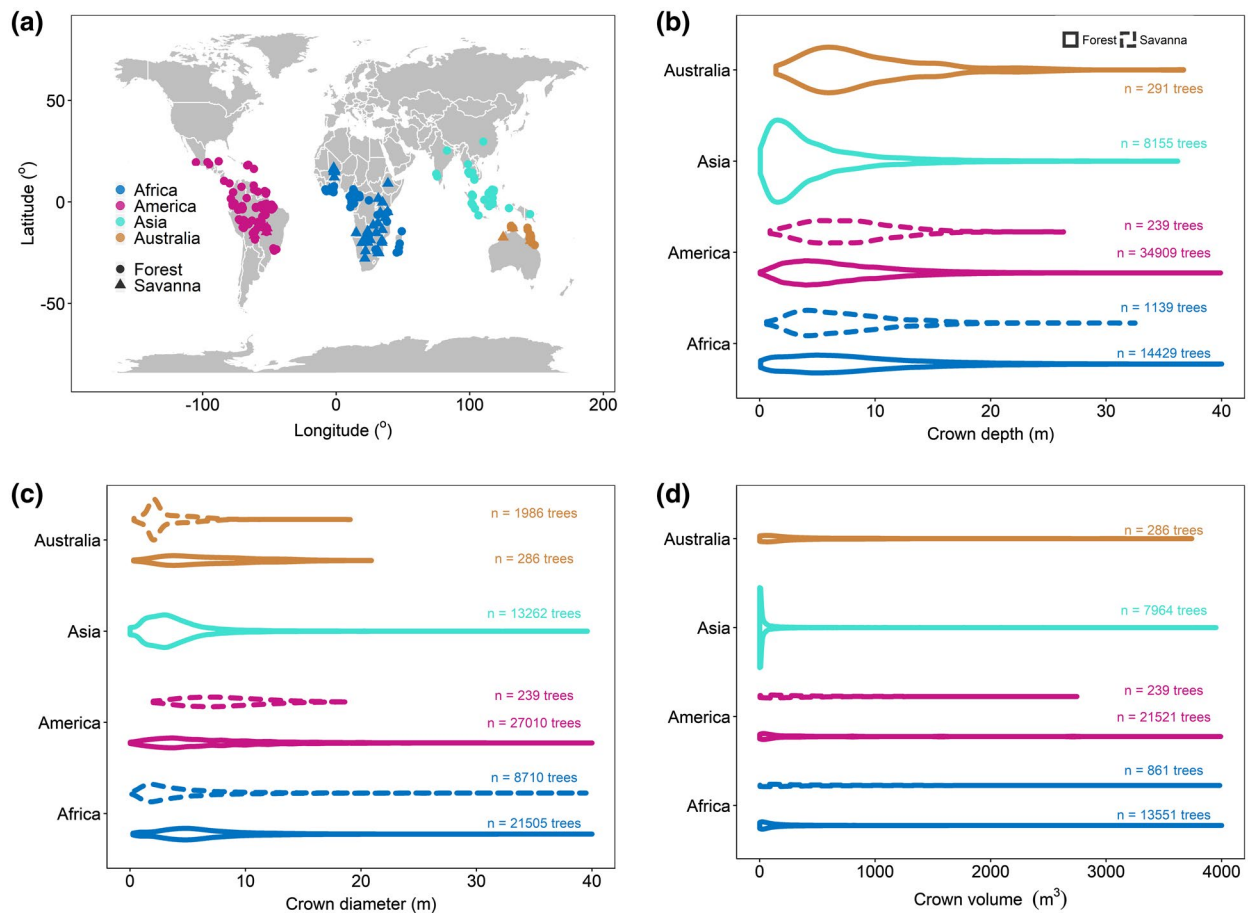 (a)
50
0
-50
Latitude (°)
Africa
America
Asia
Australia
Forest
Savanna
-100
0
100
200
Longitude (°)
(b)
Forest
Savanna
Australia
n = 291 trees
Asia
n = 8155 trees
n = 239 trees
America
n = 34909 trees
n = 1139 trees
Africa
n = 14429 trees
0
10
20
30
40
Crown depth (m)
(c)
n = 1986 trees
Australia
n = 286 trees
n = 13262 trees
Asia
n = 239 trees
America
n = 27010 trees
n = 8710 trees
Africa
n = 21505 trees
0
20
40
Crown diameter (m)
(d)
Australia
n = 286 trees
n = 7964 trees
Asia
n = 239 trees
America
n = 21521 trees
n = 861 trees
Africa
n = 13551 trees
0
1000
2000
3000
4000
Crown volume (m³)